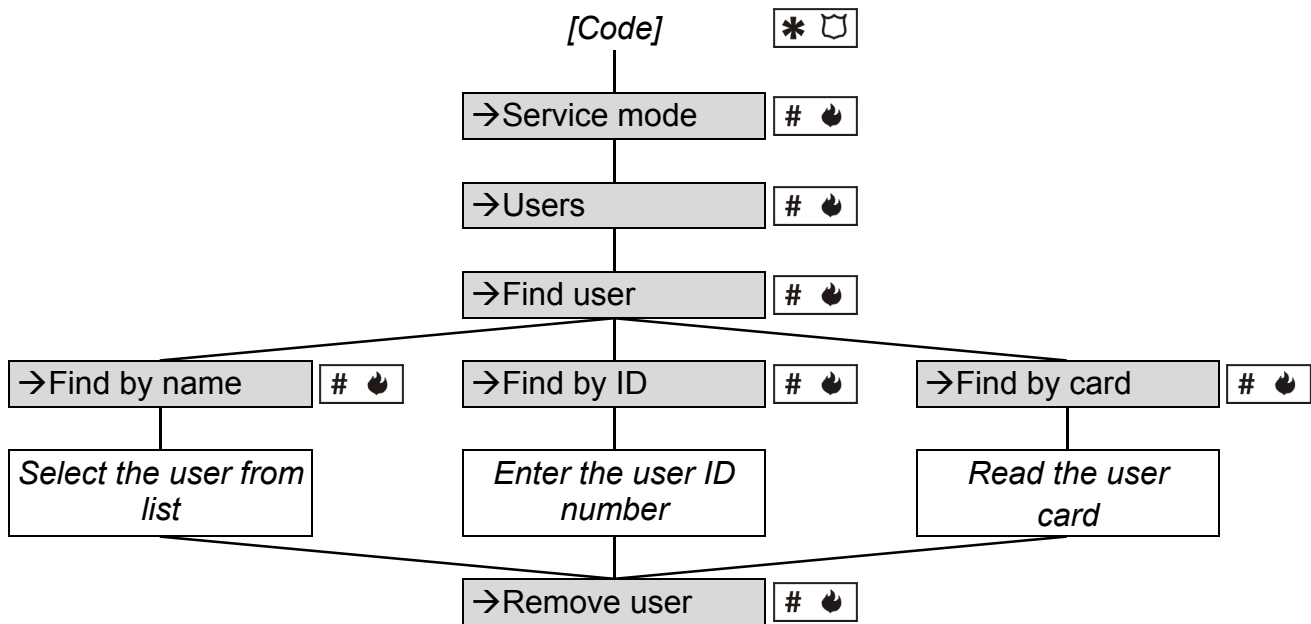 [Code] *
→Service mode #
→Users #
→Find user #
→Find by name # →Find by ID # →Find by card #
Select the user from Enter the user ID Read the user
list number card
→Remove user #